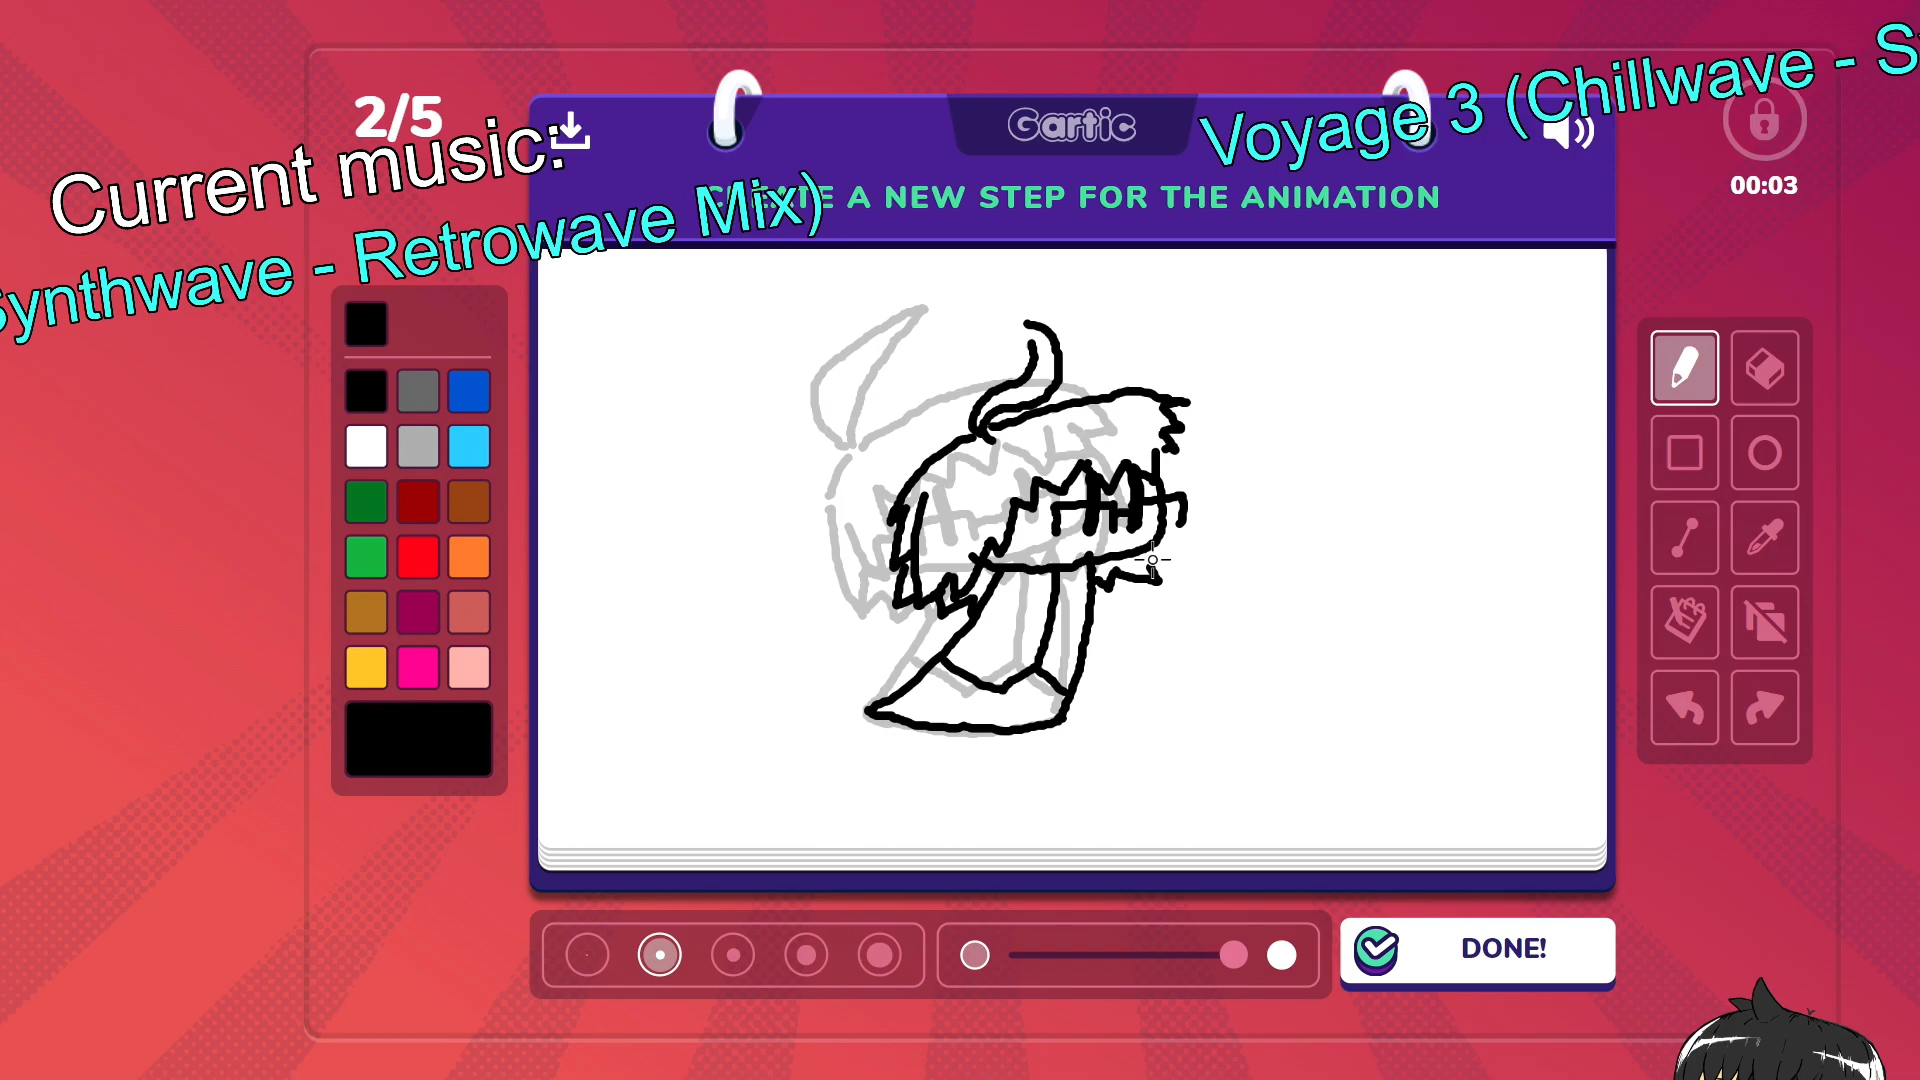 2/5
Current music:
Voyage 3 (Chillwave - S
ynthwave - Retrowave Mix)
Gartic
CREATE A NEW STEP FOR THE ANIMATION
00:03
DONE!